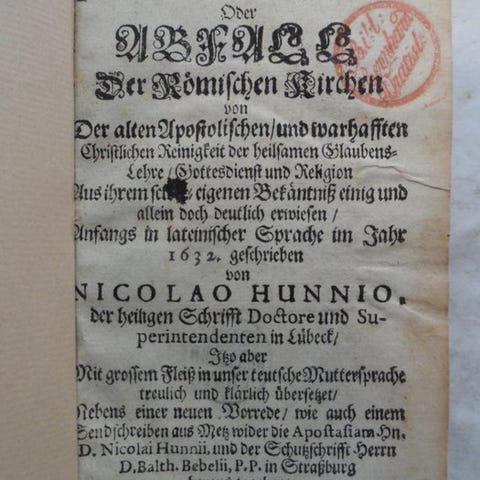 Oder
ABFALL
Der Römischen Kirchen
von
Der alten Apostolischen/und warhafften
Christlichen Reinigkeit der heilsamen Glaubens-
Lehre/Gottesdienst und Religion
Aus ihrem eigenen Bekäntniß einig und
allein doch deutlich erwiesen/
Anfangs in lateinischer Sprache im Jahr
1632. geschrieben
von
NICOLAO HUNNIO.
der heiligen Schrifft Doctore und Su-
perintendenten in Lübeck/
Itzo aber
Mit grossem Fleiß in unser teutsche Muttersprache
treulich und klärlich übersetzet/
Nebens einer neuen Vorrede/ wie auch einem
Sendschreiben aus Metz wider die Apostasiam Hn.
D. Nicolai Hunnii, und der Schutzschrifft Herrn
D. Balth. Bebelii, P.P. in Straßburg